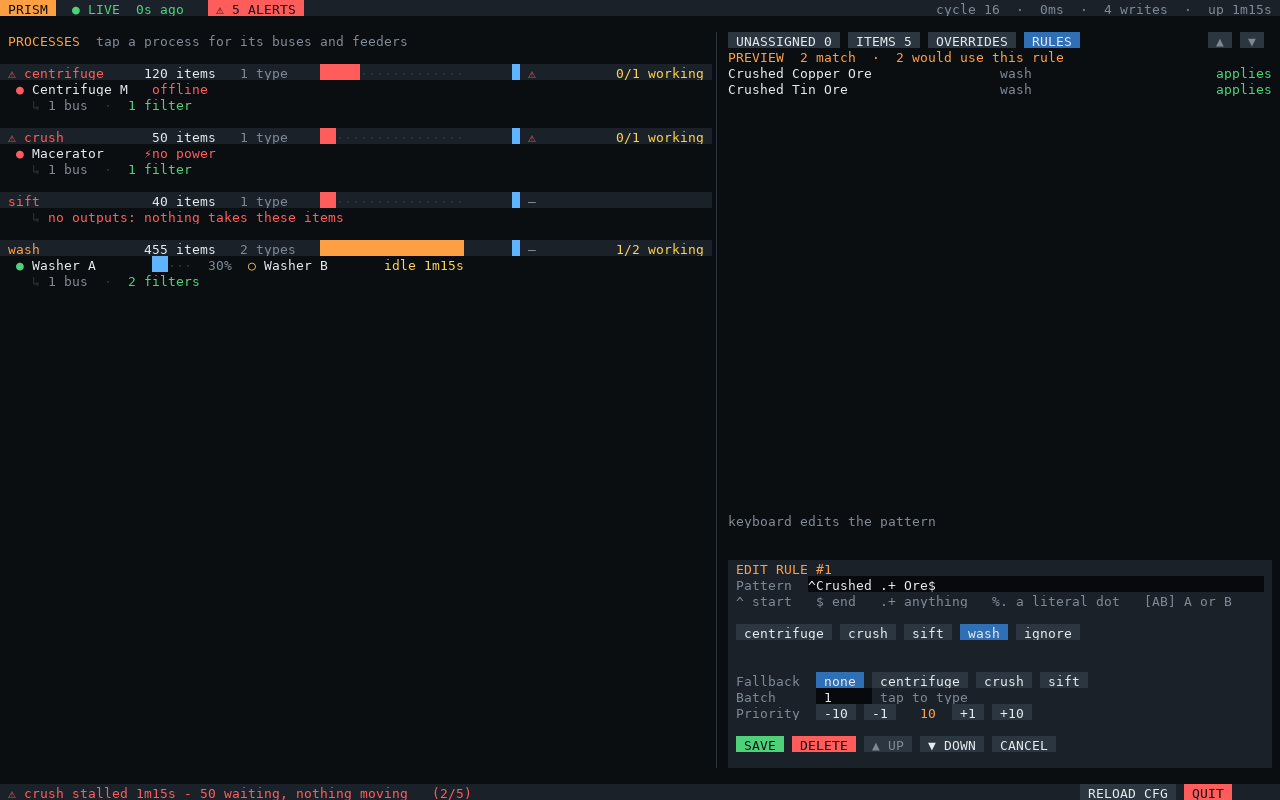 PRISM ● LIVE 0s ago ⚠ 5 ALERTS cycle 16 · 0ms · 4 writes · up 1m15s
PROCESSES tap a process for its buses and feeders
⚠ centrifuge 120 items 1 type ⚠ 0/1 working
● Centrifuge M offline
↳ 1 bus · 1 filter
⚠ crush 50 items 1 type ⚠ 0/1 working
● Macerator ⚡no power
↳ 1 bus · 1 filter
sift 40 items 1 type —
↳ no outputs: nothing takes these items
wash 455 items 2 types — 1/2 working
● Washer A 30% ○ Washer B idle 1m15s
↳ 1 bus · 2 filters
UNASSIGNED 0 ITEMS 5 OVERRIDES RULES ▲ ▼
PREVIEW 2 match · 2 would use this rule
Crushed Copper Ore wash applies
Crushed Tin Ore wash applies
keyboard edits the pattern
EDIT RULE #1
Pattern ^Crushed .+ Ore$
^ start $ end .+ anything %. a literal dot [AB] A or B
centrifuge crush sift wash ignore
Fallback none centrifuge crush sift
Batch 1 tap to type
Priority -10 -1 10 +1 +10
SAVE DELETE ▲ UP ▼ DOWN CANCEL
⚠ crush stalled 1m15s - 50 waiting, nothing moving (2/5) RELOAD CFG QUIT